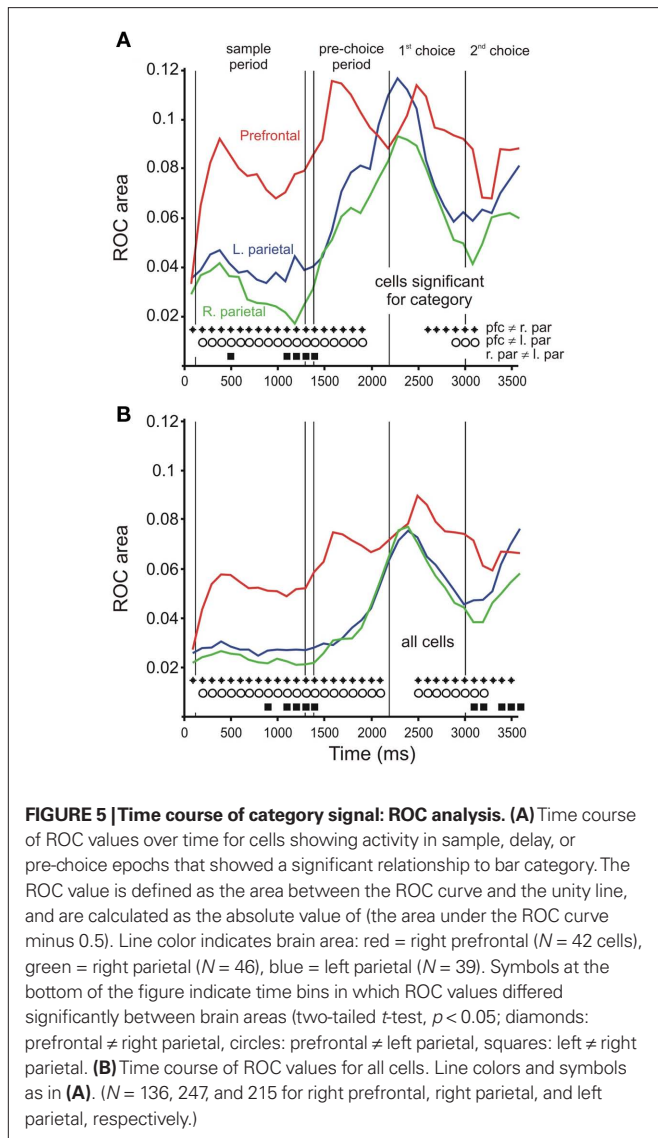 A
sample period
pre-choice period
1st choice
2nd choice
0.12
0.1
0.08
0.06
0.04
0.02
ROC area
Prefrontal
L. parietal
R. parietal
cells significant
for category
pfc ≠ r. par
pfc ≠ l. par
r. par ≠ l. par
0 500 1000 1500 2000 2500 3000 3500
B
0.12
0.1
0.08
0.06
0.04
0.02
ROC area
all cells
0 500 1000 1500 2000 2500 3000 3500
Time (ms)
FIGURE 5 | Time course of category signal: ROC analysis. (A) Time course
of ROC values over time for cells showing activity in sample, delay, or
pre-choice epochs that showed a significant relationship to bar category. The
ROC value is defined as the area between the ROC curve and the unity line,
and are calculated as the absolute value of (the area under the ROC curve
minus 0.5). Line color indicates brain area: red = right prefrontal (N = 42 cells),
green = right parietal (N = 46), blue = left parietal (N = 39). Symbols at the
bottom of the figure indicate time bins in which ROC values differed
significantly between brain areas (two-tailed t-test, p < 0.05; diamonds:
prefrontal ≠ right parietal, circles: prefrontal ≠ left parietal, squares: left ≠ right
parietal. (B) Time course of ROC values for all cells. Line colors and symbols
as in (A). (N = 136, 247, and 215 for right prefrontal, right parietal, and left
parietal, respectively.)